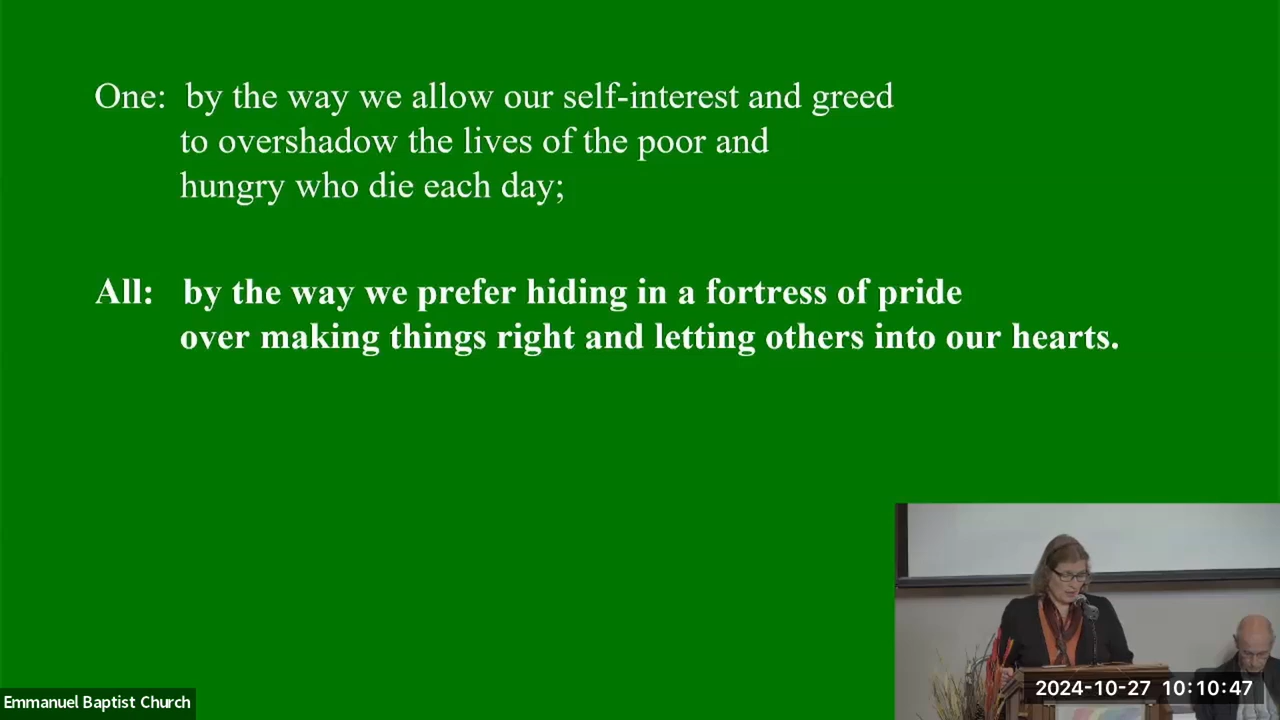 One: by the way we allow our self-interest and greed
to overshadow the lives of the poor and
hungry who die each day;
All: by the way we prefer hiding in a fortress of pride
over making things right and letting others into our hearts.
2024-10-27 10:10:47
Emmanuel Baptist Church